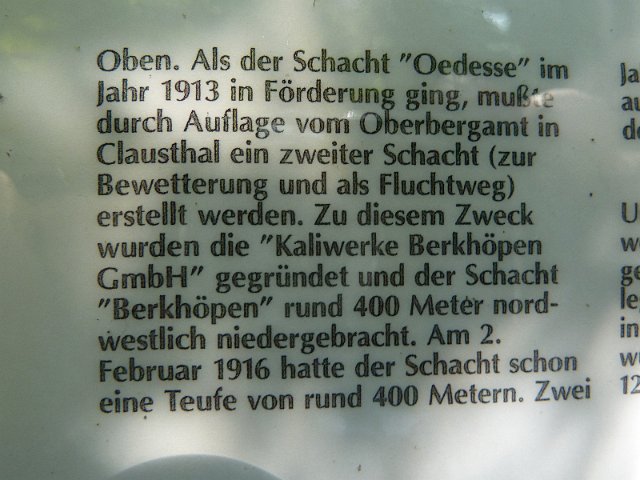 Oben. Als der Schacht "Oedesse" im
Jahr 1913 in Förderung ging, mußte
durch Auflage vom Oberbergamt in
Clausthal ein zweiter Schacht (zur
Bewetterung und als Fluchtweg)
erstellt werden. Zu diesem Zweck
wurden die "Kaliwerke Berkhöpen
GmbH" gegründet und der Schacht
"Berkhöpen" rund 400 Meter nord-
westlich niedergebracht. Am 2.
Februar 1916 hatte der Schacht schon
eine Teufe von rund 400 Metern. Zwei